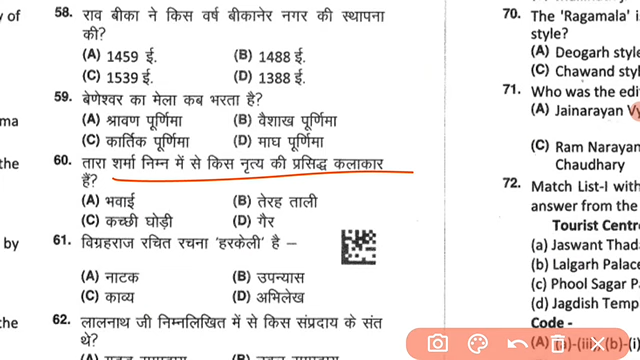 y of
ma
the
by
the
58. राव बीका ने किस वर्ष बीकानेर नगर की स्थापना
की?
(A) 1459 ई. (B) 1488 ई.
(C) 1539 ई. (D) 1388 ई.
59. बेणेश्वर का मेला कब भरता है?
(A) श्रावण पूर्णिमा (B) वैशाख पूर्णिमा
(C) कार्तिक पूर्णिमा (D) माघ पूर्णिमा
60. तारा शर्मा निम्न में से किस नृत्य की प्रसिद्ध कलाकार
हैं?
(A) भवाई (B) तेरह ताली
(C) कच्छी घोड़ी (D) गैर
61. विग्रहराज रचित रचना 'हरकेली' है –
(A) नाटक (B) उपन्यास
(C) काव्य (D) अभिलेख
62. लालनाथ जी निम्नलिखित में से किस संप्रदाय के संत
थे?
70. The 'Ragamala' i
style?
(A) Deogarh style
(C) Chawand styl
71. Who was the edi
(A) Jainarayan Vy
(C) Ram Narayan
Chaudhary
72. Match List-I with
answer from the
Tourist Centr
(a) Jaswant Thad
(b) Lalgarh Palace
(c) Phool Sagar P
(d) Jagdish Temp
Code -
(A) (b)-(i)